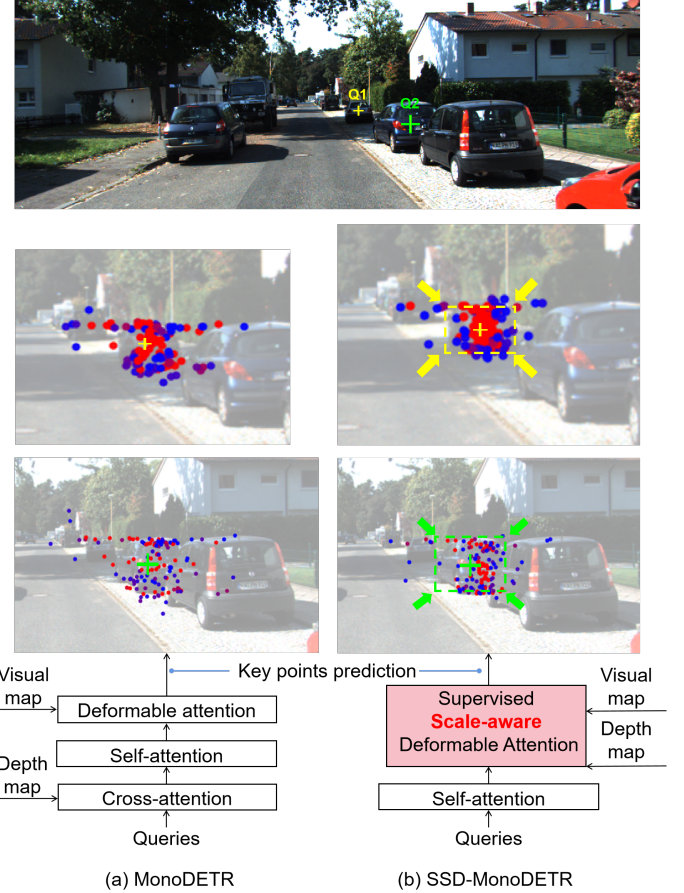 Q1
Q2
Key points prediction
Visual
map
Deformable attention
Self-attention
Depth
map
Cross-attention
Queries
(a) MonoDETR
Supervised
Scale-aware
Deformable Attention
Visual
map
Depth
map
Self-attention
Queries
(b) SSD-MonoDETR